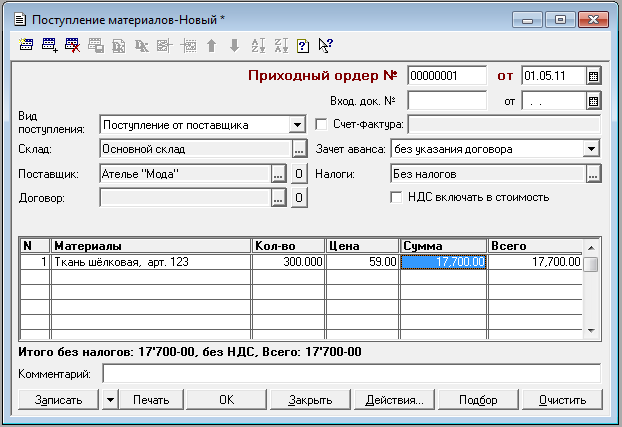 Поступление материалов-Новый *
Приходный ордер № 00000001 от 01.05.11
Вход. док. № от . .
Вид поступления: Поступление от поставщика Счет-фактура:
Склад: Основной склад ... Зачет аванса: без указания договора
Поставщик: Ателье "Мода" ... О Налоги: Без налогов ...
Договор: ... О НДС включать в стоимость
N Материалы Кол-во Цена Сумма Всего
1 Ткань шёлковая, арт. 123 300.000 59.00 17,700.00 17,700.00
Итого без налогов: 17'700-00, без НДС, Всего: 17'700-00
Комментарий:
Записать Печать OK Закрыть Действия... Подбор Очистить